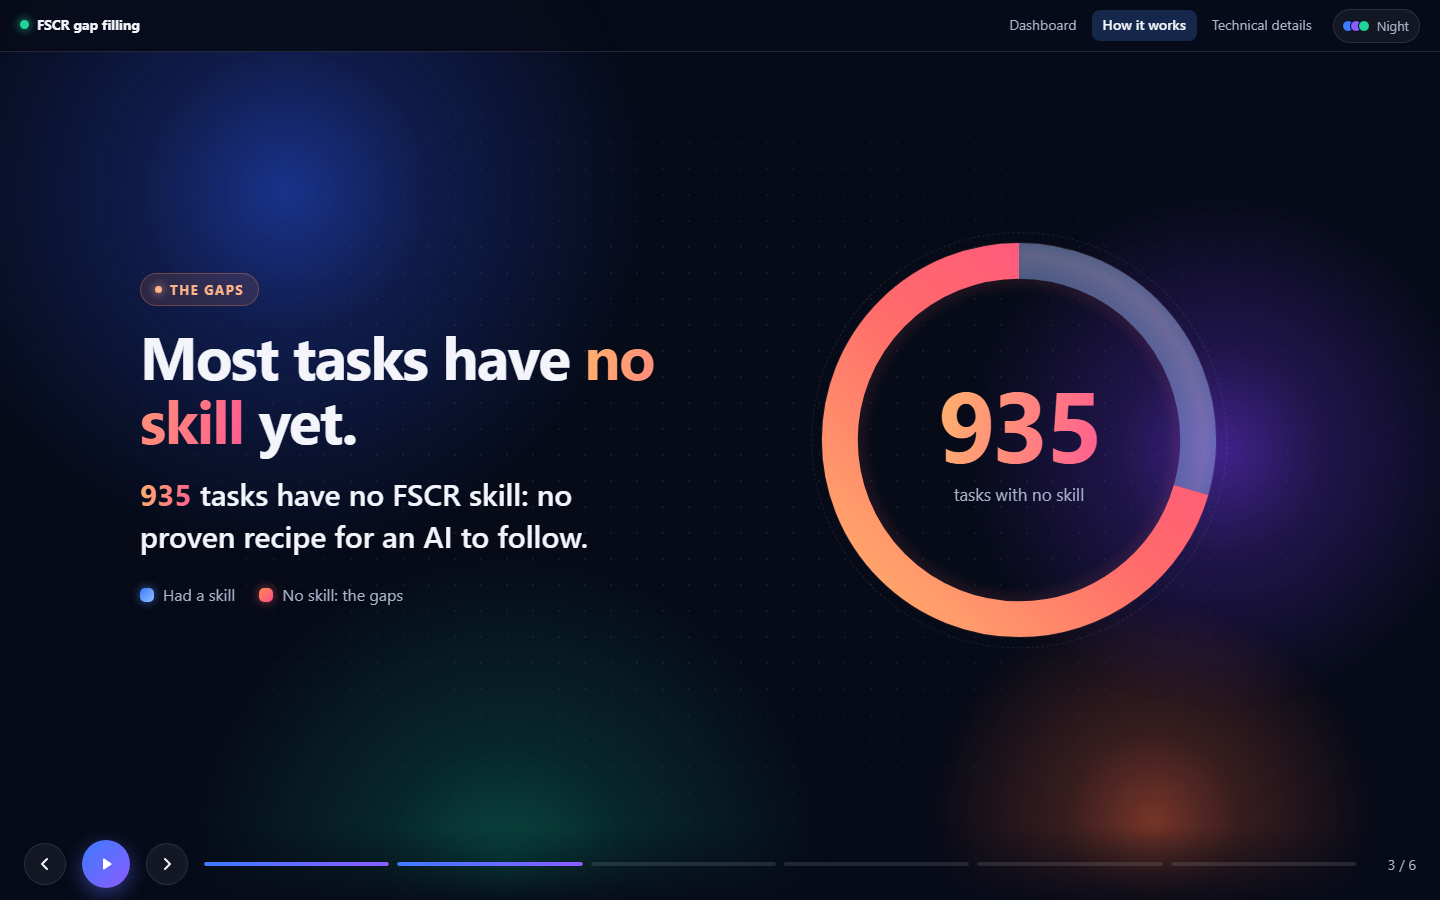 FSCR gap filling
Dashboard
How it works
Technical details
Night
THE GAPS
Most tasks have no
skill yet.
935 tasks have no FSCR skill: no
proven recipe for an AI to follow.
Had a skill
No skill: the gaps
935
tasks with no skill
3 / 6